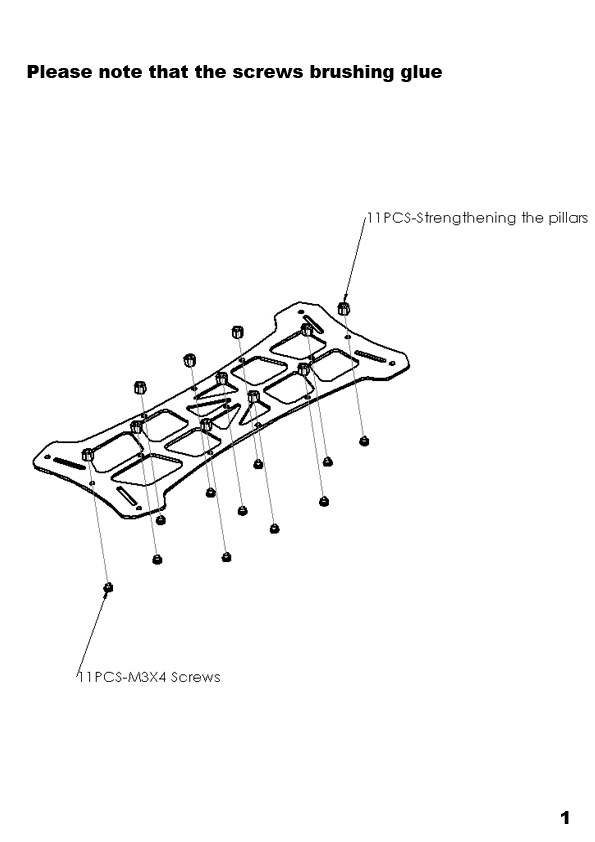 Please note that the screws brushing glue
11PCS-Strengthening the pillars
11PCS-M3X4 Screws
1